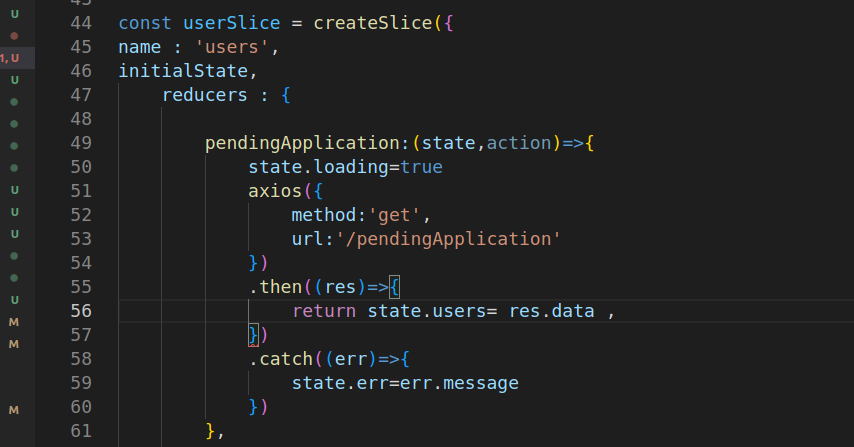 U
43
44 const userSlice = createSlice({
45 name : 'users',
1,U
46 initialState,
U
47 reducers : {
48
49 pendingApplication:(state,action)=>{
50 state.loading=true
U
51 axios({
U
52 method:'get',
U
53 url:'/pendingApplication'
54 })
55 .then((res)=>{
U
56 return state.users= res.data ,
M
57 })
M
58 .catch((err)=>{
59 state.err=err.message
60 })
M
61 },